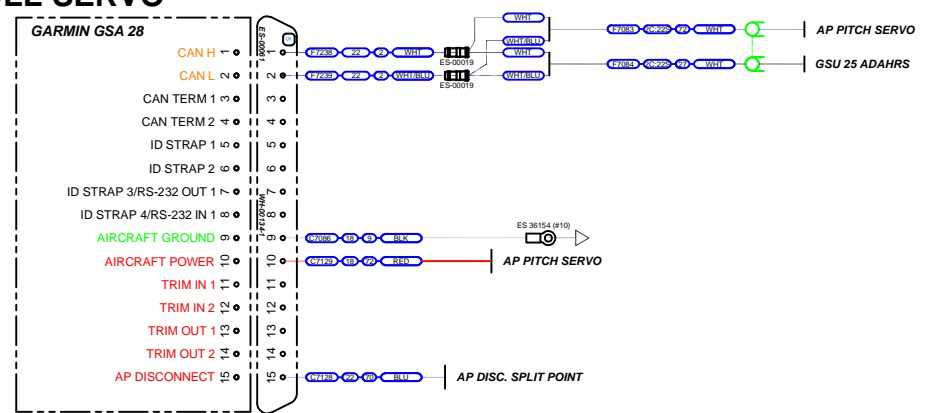 GARMIN GSA 28
CAN H 1
CAN L 2
CAN TERM 1 3
CAN TERM 2 4
ID STRAP 1 5
ID STRAP 2 6
ID STRAP 3/RS-232 OUT 1 7
ID STRAP 4/RS-232 IN 1 8
AIRCRAFT GROUND 9
AIRCRAFT POWER 10
TRIM IN 1 11
TRIM IN 2 12
TRIM OUT 1 13
TRIM OUT 2 14
AP DISCONNECT 15
ES-00061
WH-00134-1
1 F7238 22 2 WHT
ES-00019
2 F7239 22 2 WHT/BLU
ES-00019
3
4
5
6
7
8
9 C7086 18 9 BLK
ES 36154 (#10)
10 C7129 18 72 RED AP PITCH SERVO
11
12
13
14
15 C7128 22 70 BLU AP DISC. SPLIT POINT
WHT
WHT/BLU
F7083 2C:22S 72 WHT AP PITCH SERVO
WHT
WHT/BLU
F7084 2C:22S 27 WHT GSU 25 ADAHRS